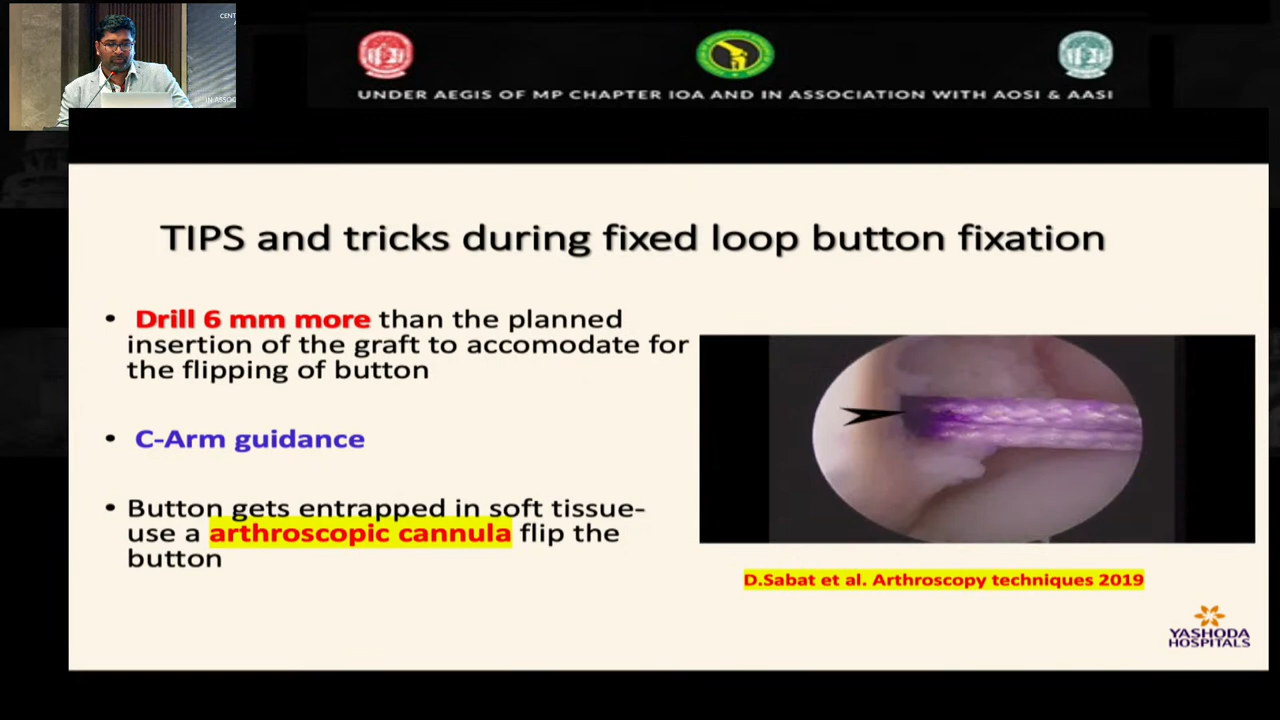 CENT
IN ASSOC
UNDER AEGIS OF MP CHAPTER IOA AND IN ASSOCIATION WITH AOSI & AASI
TIPS and tricks during fixed loop button fixation
• Drill 6 mm more than the planned
insertion of the graft to accomodate for
the flipping of button
• C-Arm guidance
• Button gets entrapped in soft tissue-
use a arthroscopic cannula flip the
button
D.Sabat et al. Arthroscopy techniques 2019
YASHODA
HOSPITALS